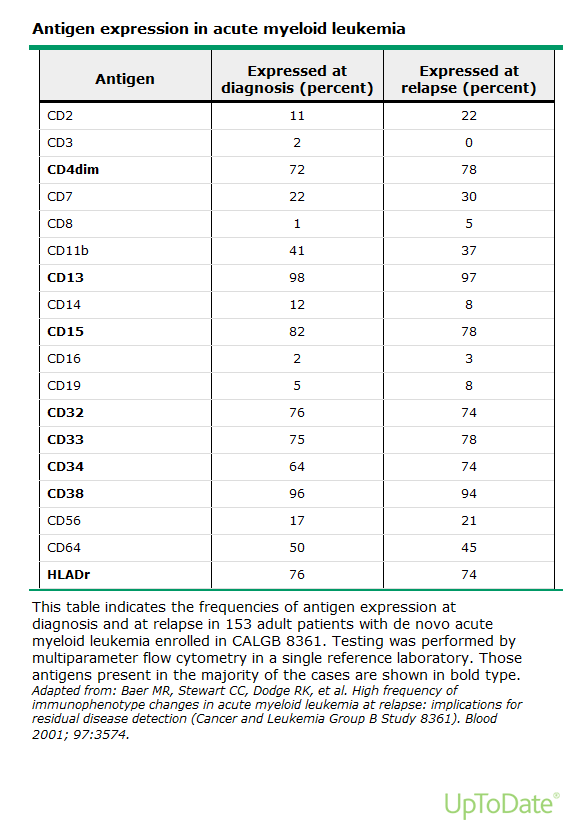 Antigen expression in acute myeloid leukemia
Antigen Expressed at diagnosis (percent) Expressed at relapse (percent)
CD2 11 22
CD3 2 0
CD4dim 72 78
CD7 22 30
CD8 1 5
CD11b 41 37
CD13 98 97
CD14 12 8
CD15 82 78
CD16 2 3
CD19 5 8
CD32 76 74
CD33 75 78
CD34 64 74
CD38 96 94
CD56 17 21
CD64 50 45
HLADr 76 74
This table indicates the frequencies of antigen expression at
diagnosis and at relapse in 153 adult patients with de novo acute
myeloid leukemia enrolled in CALGB 8361. Testing was performed by
multiparameter flow cytometry in a single reference laboratory. Those
antigens present in the majority of the cases are shown in bold type.
Adapted from: Baer MR, Stewart CC, Dodge RK, et al. High frequency of
immunophenotype changes in acute myeloid leukemia at relapse: implications for
residual disease detection (Cancer and Leukemia Group B Study 8361). Blood
2001; 97:3574.
UpToDate®